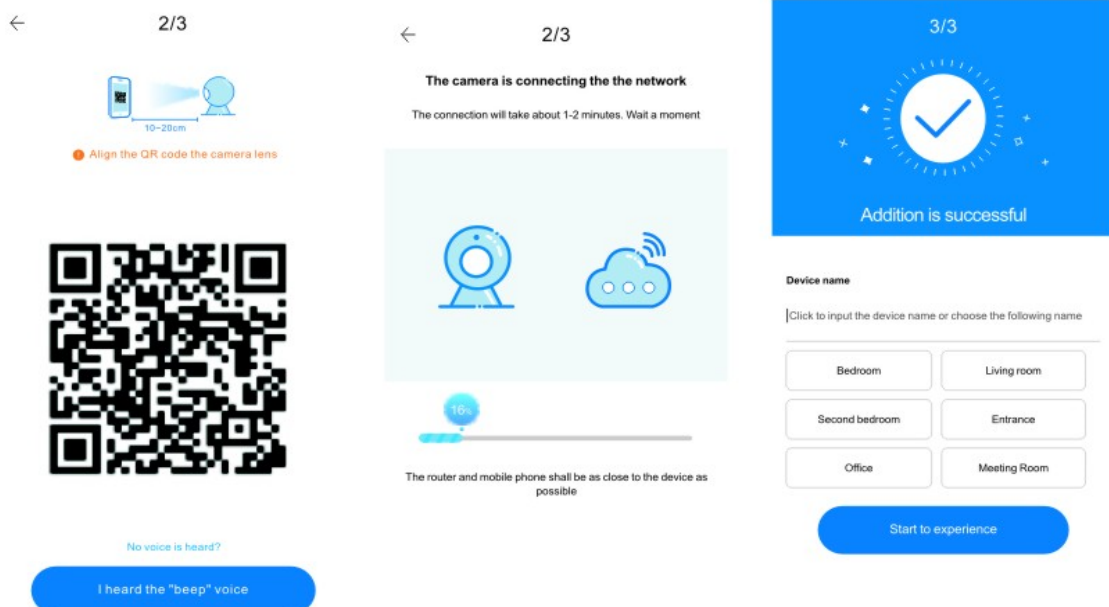 2/3
10-20cm
Align the QR code the camera lens
No voice is heard?
I heard the "beep" voice
2/3
The camera is connecting the the network
The connection will take about 1-2 minutes. Wait a moment
16%
The router and mobile phone shall be as close to the device as
possible
3/3
Addition is successful
Device name
Click to input the device name or choose the following name
Bedroom
Living room
Second bedroom
Entrance
Office
Meeting Room
Start to experience